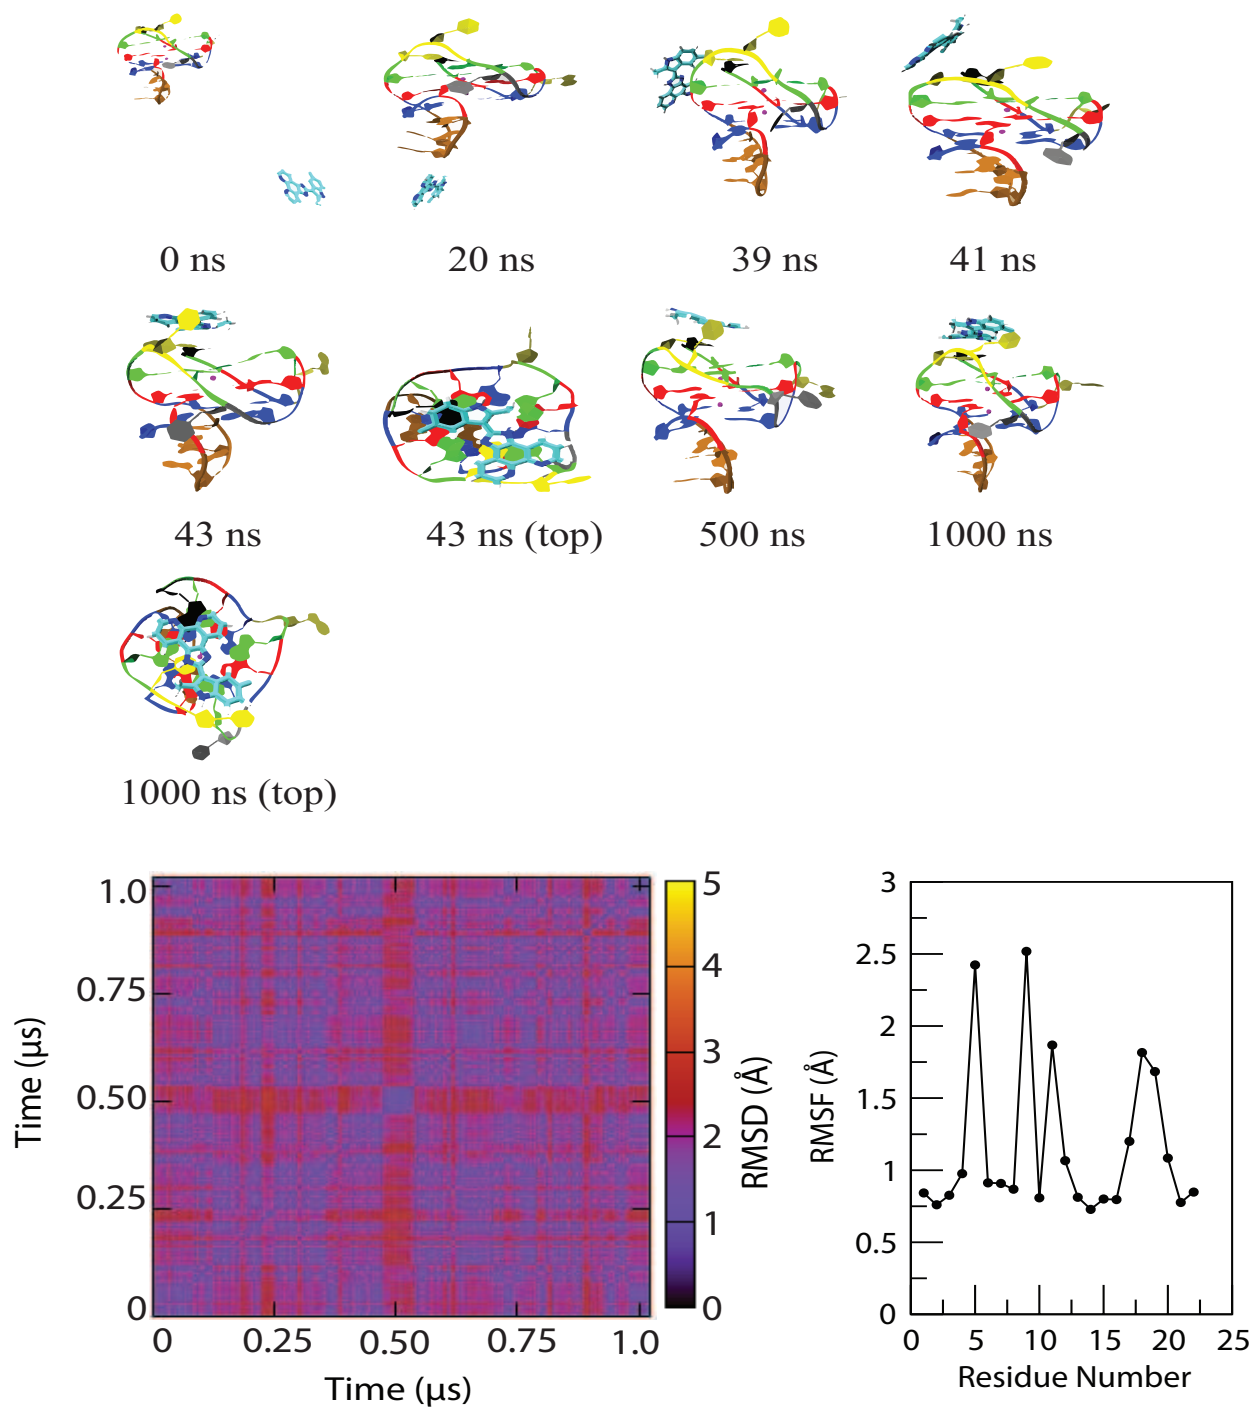 0 ns 20 ns 39 ns 41 ns
43 ns 43 ns (top) 500 ns 1000 ns
1000 ns (top)
Time (μs)
1.0
0.75
0.50
0.25
0
0 0.25 0.50 0.75 1.0
Time (μs)
5
4
3
2
1
0
RMSD (Å)
RMSF (Å)
3
2.5
2
1.5
1
0.5
0
0 5 10 15 20 25
Residue Number